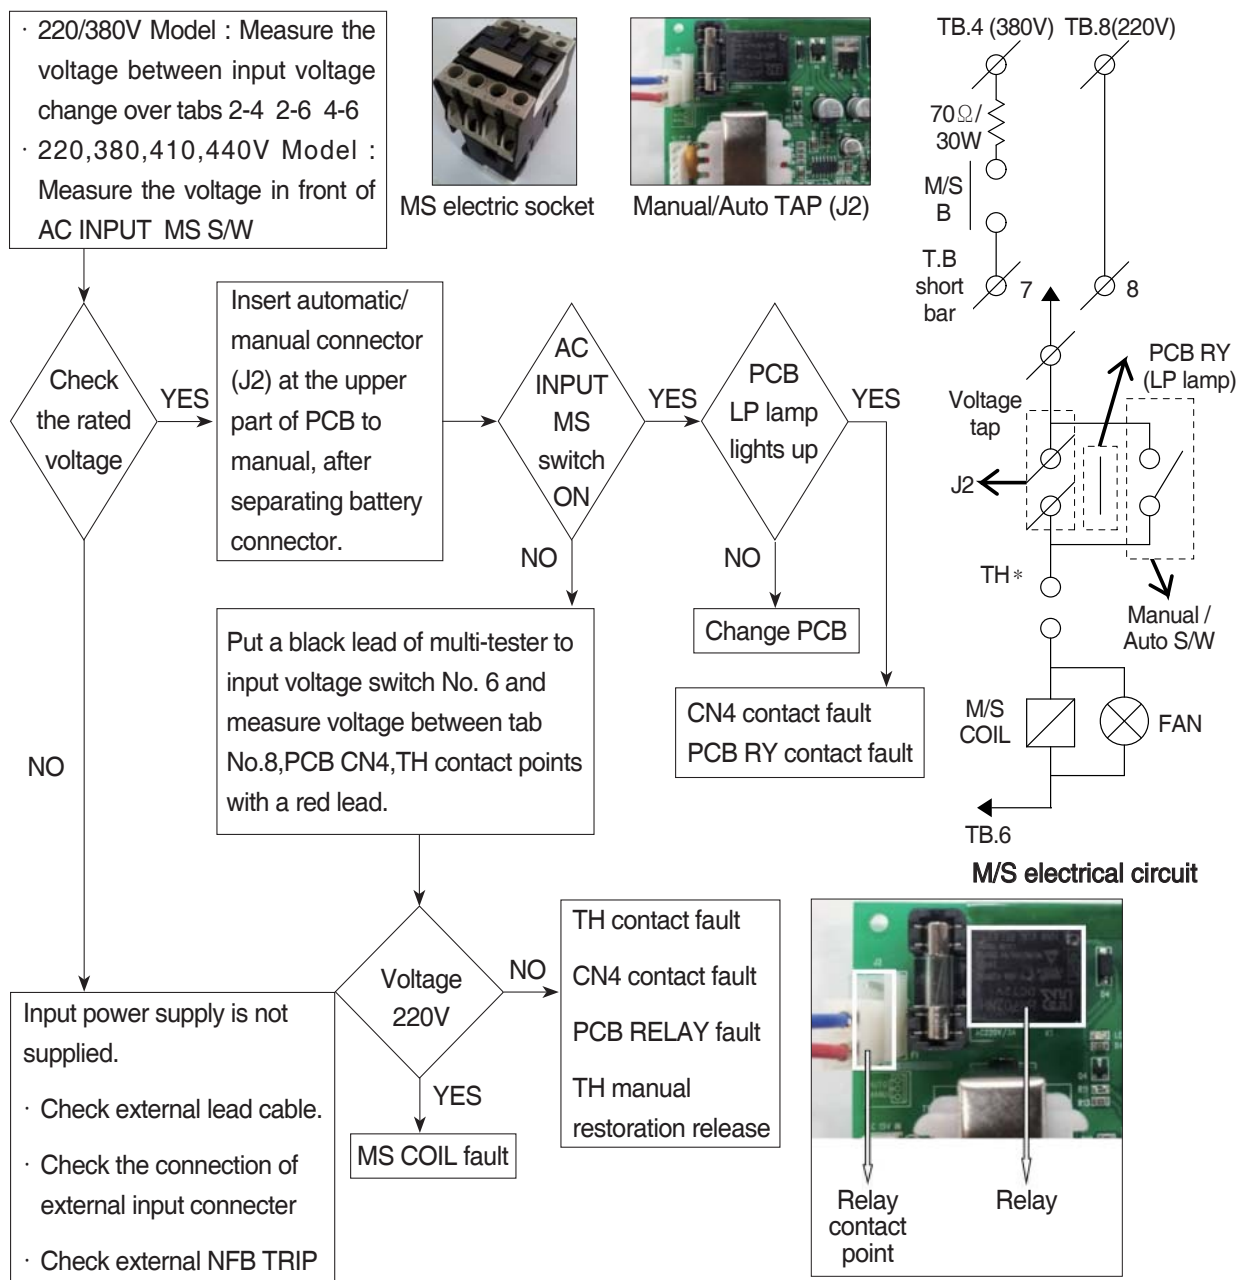 · 220/380V Model : Measure the
voltage between input voltage
change over tabs 2-4 2-6 4-6
· 220,380,410,440V Model :
Measure the voltage in front of
AC INPUT MS S/W
MS electric socket
Manual/Auto TAP (J2)
TB.4 (380V) TB.8(220V)
70Ω/
30W
M/S
B
T.B
short
bar
7
8
Check
the rated
voltage
YES
NO
Insert automatic/
manual connector
(J2) at the upper
part of PCB to
manual, after
separating battery
connector.
AC
INPUT
MS
switch
ON
YES
NO
PCB
LP lamp
lights up
YES
NO
Change PCB
CN4 contact fault
PCB RY contact fault
PCB RY
(LP lamp)
Voltage
tap
J2
TH*
Manual /
Auto S/W
M/S
COIL
FAN
TB.6
M/S electrical circuit
Put a black lead of multi-tester to
input voltage switch No. 6 and
measure voltage between tab
No.8,PCB CN4,TH contact points
with a red lead.
Voltage
220V
NO
YES
MS COIL fault
TH contact fault
CN4 contact fault
PCB RELAY fault
TH manual
restoration release
Input power supply is not
supplied.
· Check external lead cable.
· Check the connection of
external input connecter
· Check external NFB TRIP
Relay
contact
point
Relay